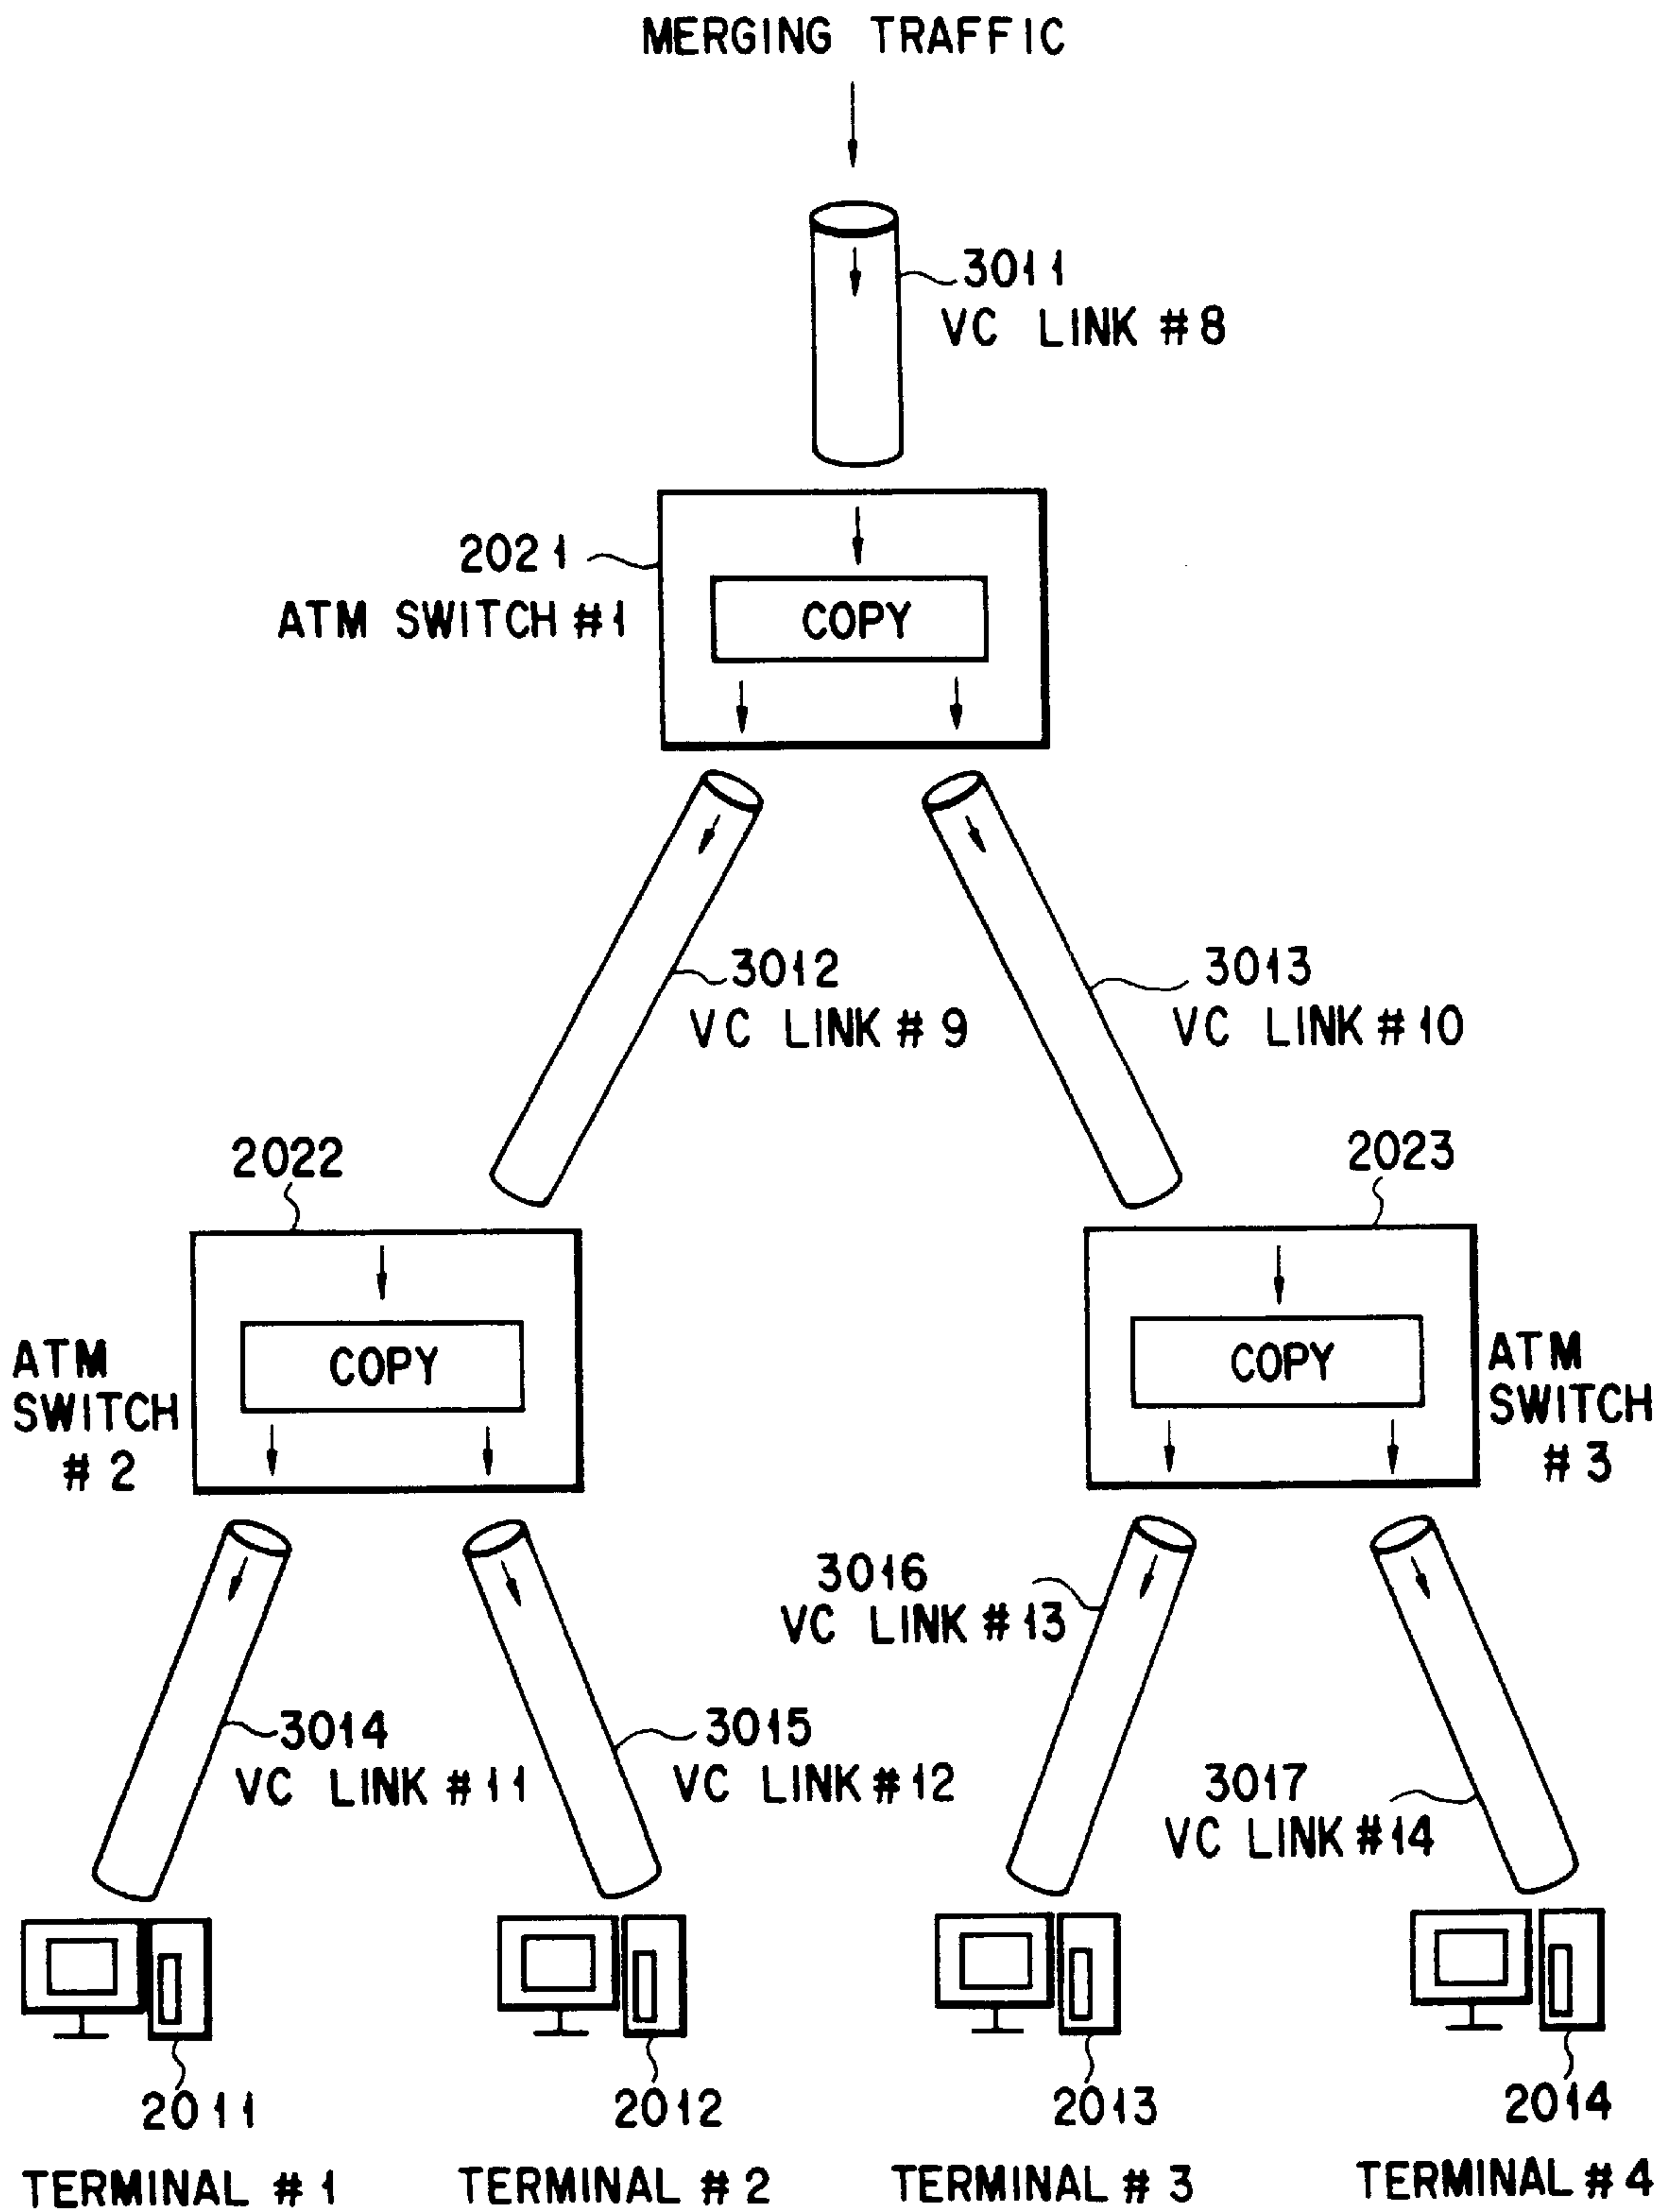 MERGING TRAFFIC
3011
VC LINK #8
2021
ATM SWITCH #1
COPY
3012
VC LINK #9
3013
VC LINK #10
2022
2023
ATM
SWITCH
#2
COPY
COPY
ATM
SWITCH
#3
3016
VC LINK #13
3014
VC LINK #11
3015
VC LINK #12
3017
VC LINK #14
2011
2012
2013
2014
TERMINAL #1
TERMINAL #2
TERMINAL #3
TERMINAL #4